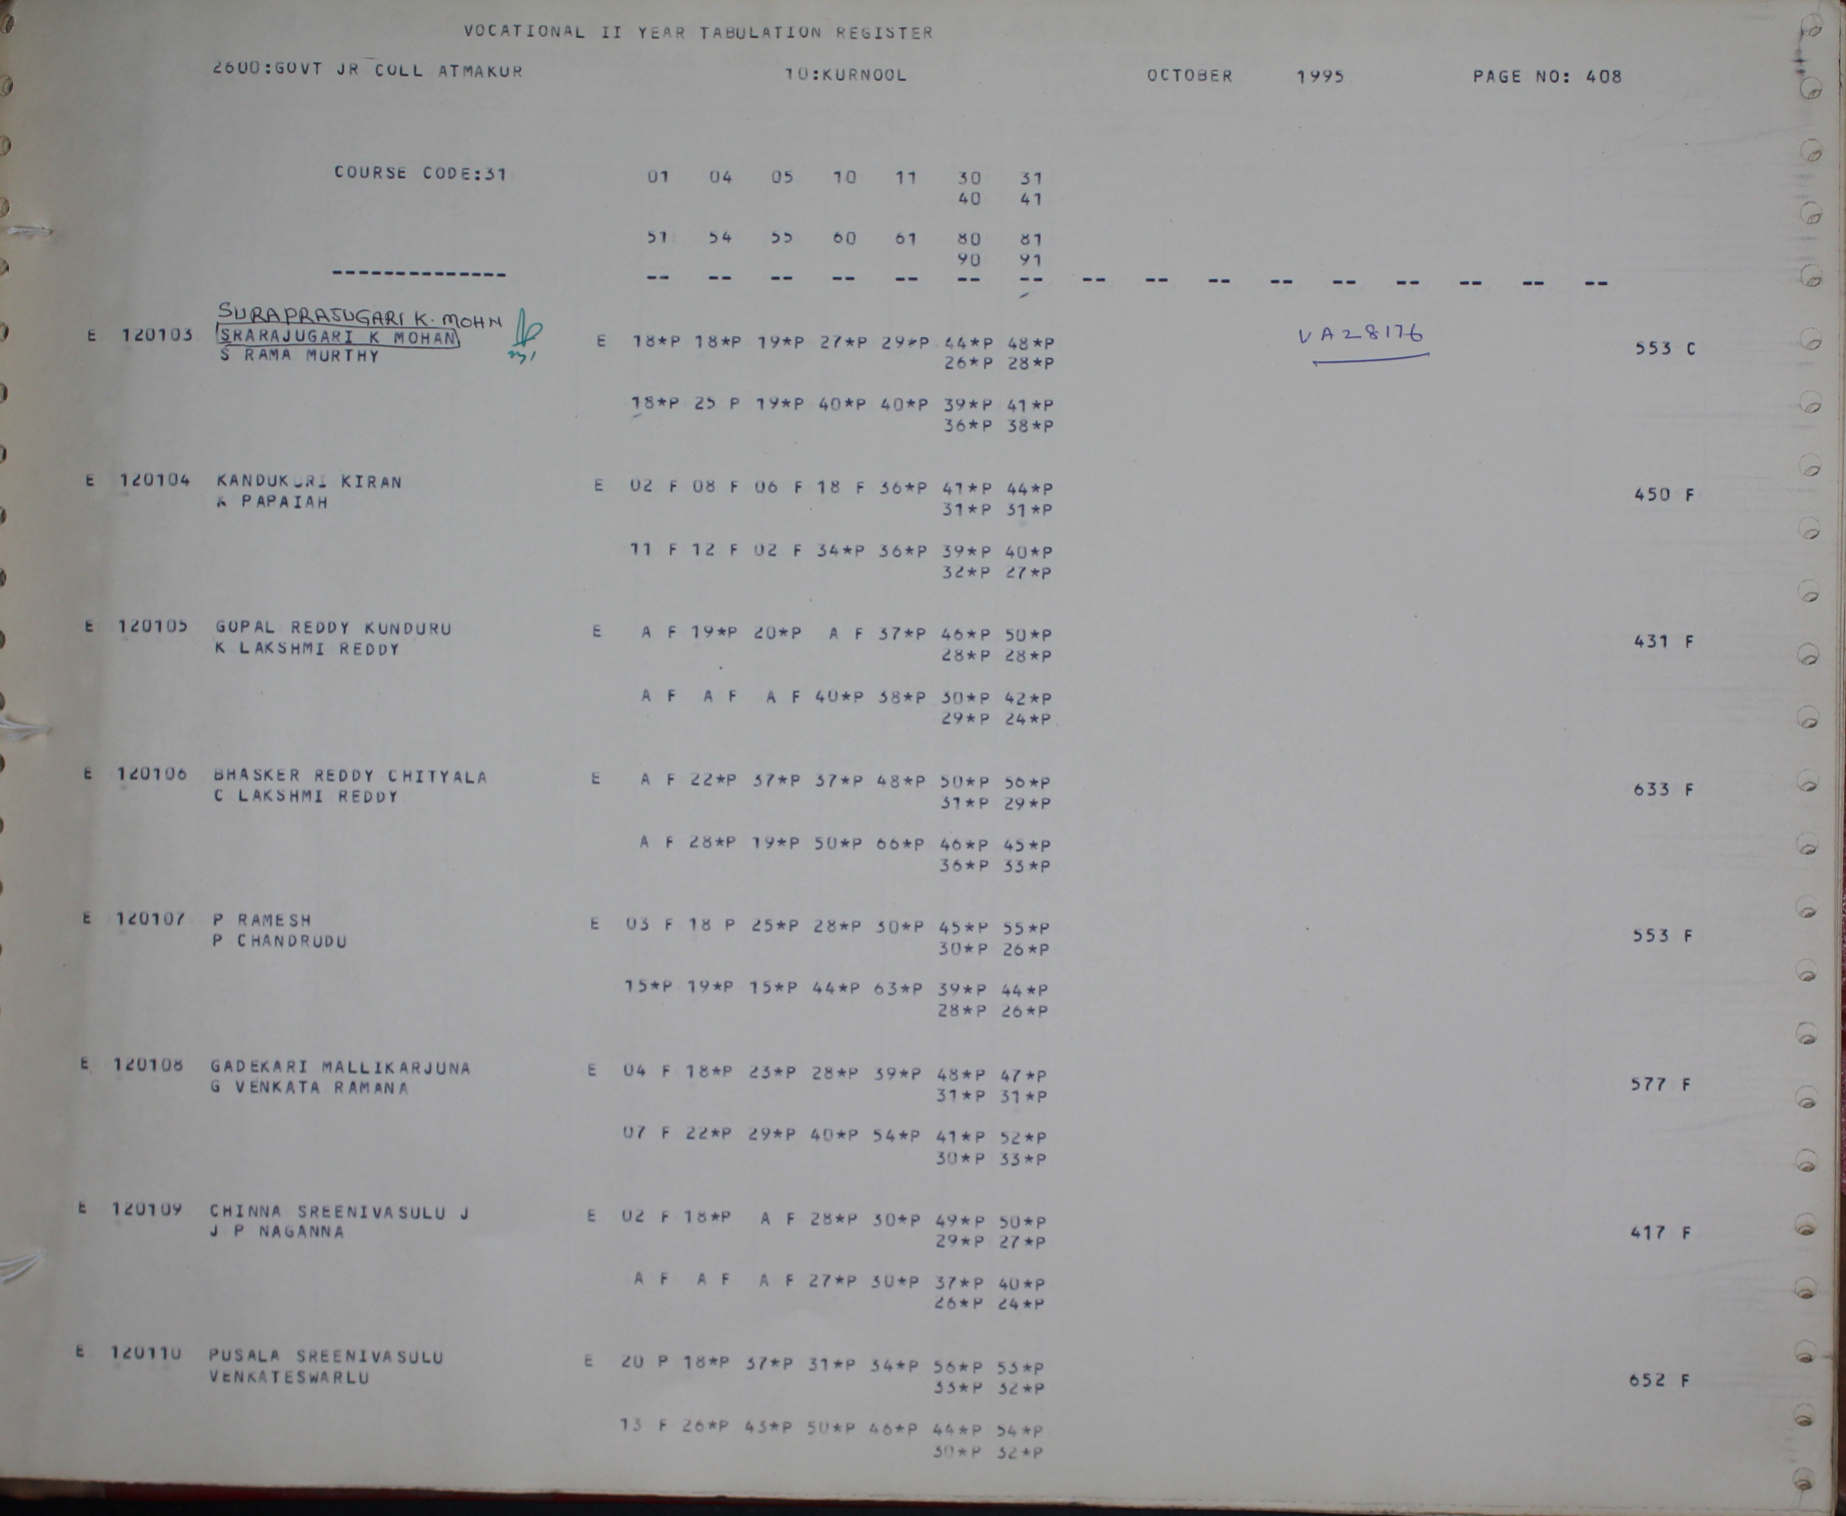 VOCATIONAL II YEAR TABULATION REGISTER
2600:GOVT JR COLL ATMAKUR 10:KURNOOL OCTOBER 1995 PAGE NO: 408
COURSE CODE:31 01 04 05 10 11 30 31
40 41
51 54 55 60 61 80 81
90 91
-------------- -- -- -- -- -- -- -- -- -- -- -- -- -- -- -- --
SURAPRAJUGARI K. MOHN
E 120103 SRARAJUGARI K MOHAN E 18*P 18*P 19*P 27*P 29*P 44*P 48*P VA28176 553 C
S RAMA MURTHY 26*P 28*P
18*P 25 P 19*P 40*P 40*P 39*P 41*P
36*P 38*P
E 120104 KANDUKURI KIRAN E 02 F 08 F 06 F 18 F 36*P 41*P 44*P 450 F
K PAPAIAH 31*P 31*P
11 F 12 F 02 F 34*P 36*P 39*P 40*P
32*P 27*P
E 120105 GOPAL REDDY KUNDURU E A F 19*P 20*P A F 37*P 46*P 50*P 431 F
K LAKSHMI REDDY 28*P 28*P
A F A F A F 40*P 38*P 30*P 42*P
29*P 24*P
E 120106 BHASKER REDDY CHITYALA E A F 22*P 37*P 37*P 48*P 50*P 56*P 633 F
C LAKSHMI REDDY 31*P 29*P
A F 28*P 19*P 50*P 66*P 46*P 45*P
36*P 33*P
E 120107 P RAMESH E 03 F 18 P 25*P 28*P 30*P 45*P 55*P 553 F
P CHANDRUDU 30*P 26*P
15*P 19*P 15*P 44*P 63*P 39*P 44*P
28*P 26*P
E 120108 GADEKARI MALLIKARJUNA E 04 F 18*P 23*P 28*P 39*P 48*P 47*P 577 F
G VENKATA RAMANA 31*P 31*P
07 F 22*P 29*P 40*P 54*P 41*P 52*P
30*P 33*P
E 120109 CHINNA SREENIVASULU J E 02 F 18*P A F 28*P 30*P 49*P 50*P 417 F
J P NAGANNA 29*P 27*P
A F A F A F 27*P 30*P 37*P 40*P
26*P 24*P
E 120110 PUSALA SREENIVASULU E 20 P 18*P 37*P 31*P 34*P 56*P 53*P 652 F
VENKATESWARLU 33*P 32*P
13 F 26*P 43*P 50*P 46*P 44*P 54*P
30*P 32*P